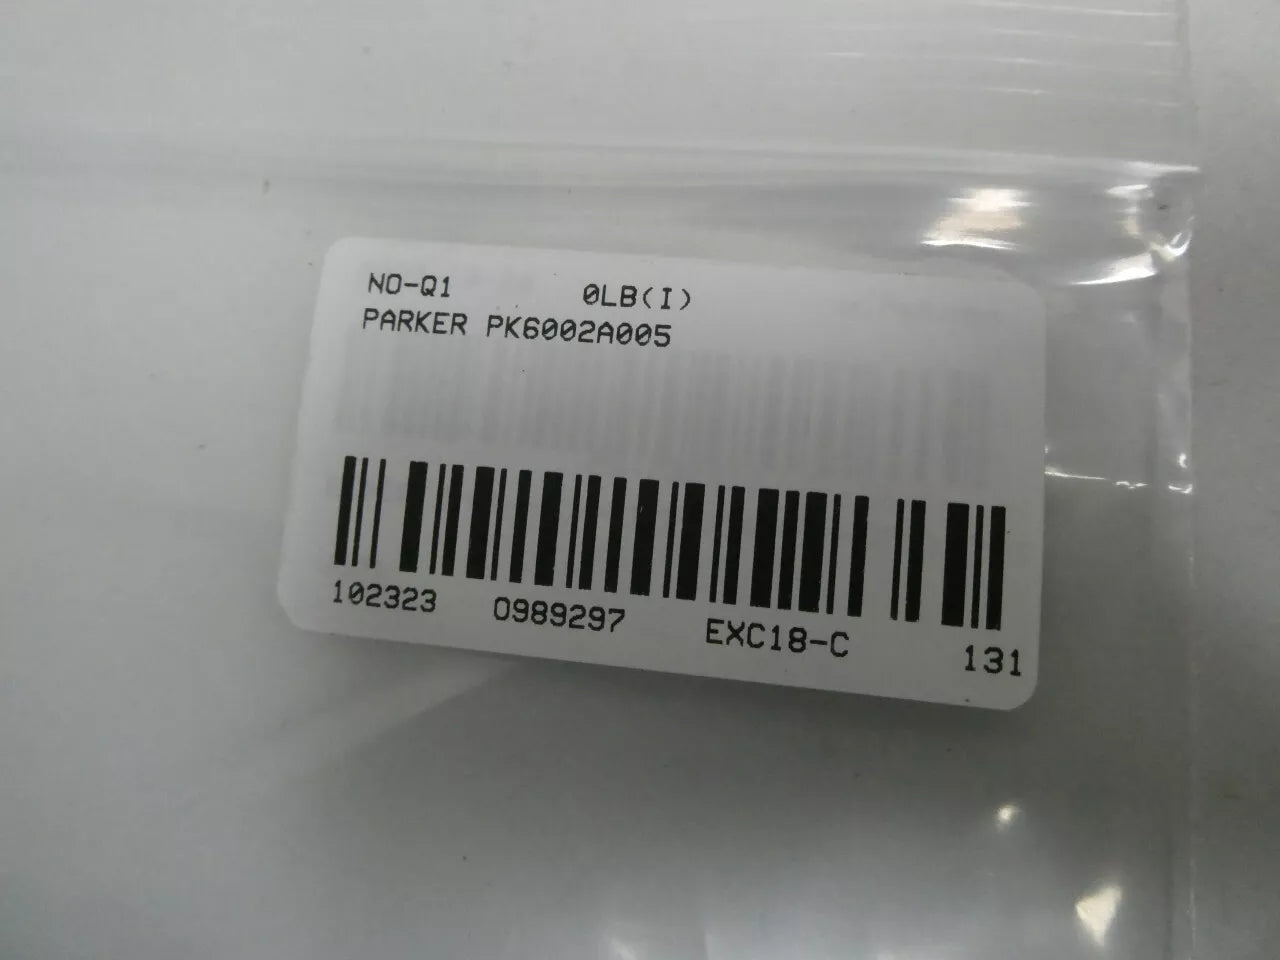 NO-Q1 0LB(I)
PARKER PK6002A005
102323 0989297 EXC18-C 131